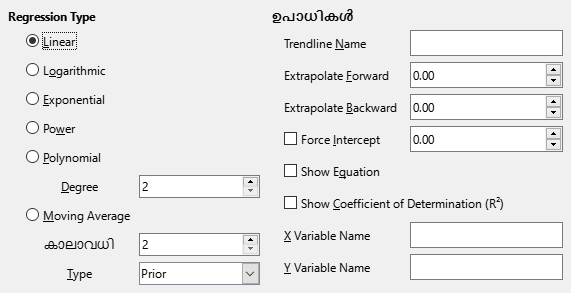 Regression Type
Linear
Logarithmic
Exponential
Power
Polynomial
Degree 2
Moving Average
കാലാവധി 2
Type Prior
ഉപാധികള്‍
Trendline Name
Extrapolate Forward 0.00
Extrapolate Backward 0.00
Force Intercept 0.00
Show Equation
Show Coefficient of Determination (R²)
X Variable Name
Y Variable Name